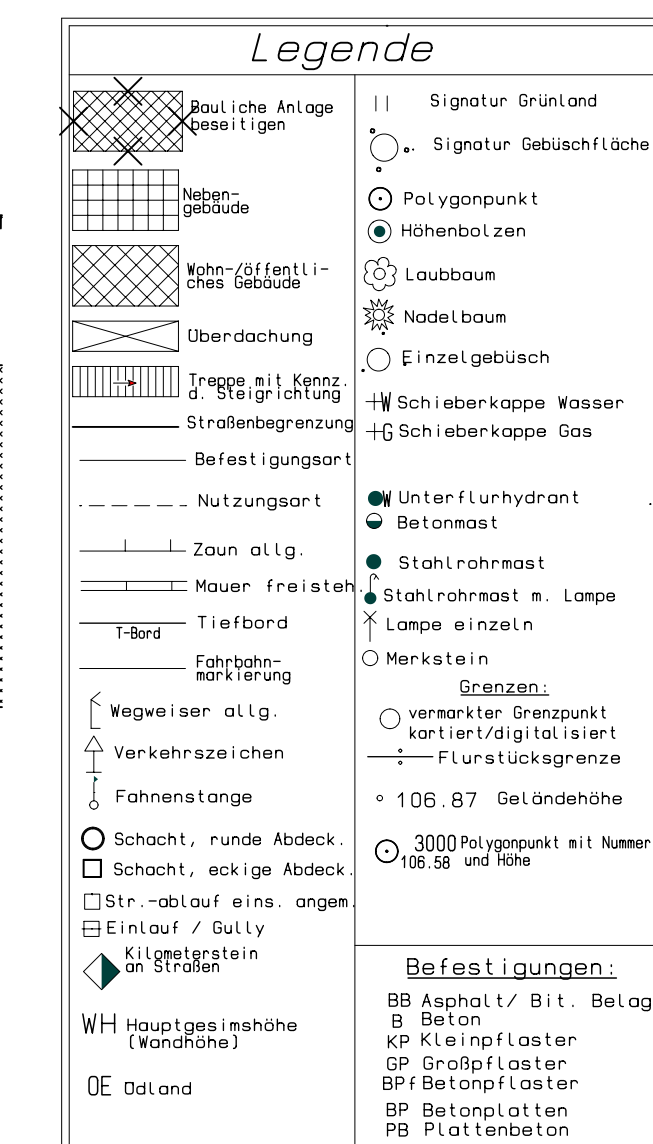 Legende
Bauliche Anlage
beseitigen
Neben-
gebäude
Wohn-/öffentli-
ches Gebäude
Überdachung
Treppe mit Kennz.
d. Steigrichtung
Straßenbegrenzung
Befestigungsart
Nutzungsart
Zaun allg.
Mauer freisteh.
T-Bord
Tiefbord
Fahrbahn-
markierung
Wegweiser allg.
Verkehrszeichen
Fahnenstange
Schacht, runde Abdeck.
Schacht, eckige Abdeck.
Str.-ablauf eins. angem.
Einlauf / Gully
Kilometerstein
an Straßen
WH Hauptgesimshöhe
(Wandhöhe)
OE Ödland
Signatur Grünland
Signatur Gebüschfläche
Polygonpunkt
Höhenbolzen
Laubbaum
Nadelbaum
Einzelgebüsch
W Schieberkappe Wasser
G Schieberkappe Gas
W Unterflurhydrant
Betonmast
Stahlrohrmast
Stahlrohrmast m. Lampe
Lampe einzeln
Merkstein
Grenzen:
vermarkter Grenzpunkt
kartiert/digitalisiert
Flurstücksgrenze
106.87 Geländehöhe
3000 Polygonpunkt mit Nummer
106.58 und Höhe
Befestigungen:
BB Asphalt/ Bit. Belag
B Beton
KP Kleinpflaster
GP Großpflaster
BPf Betonpflaster
BP Betonplatten
PB Plattenbeton